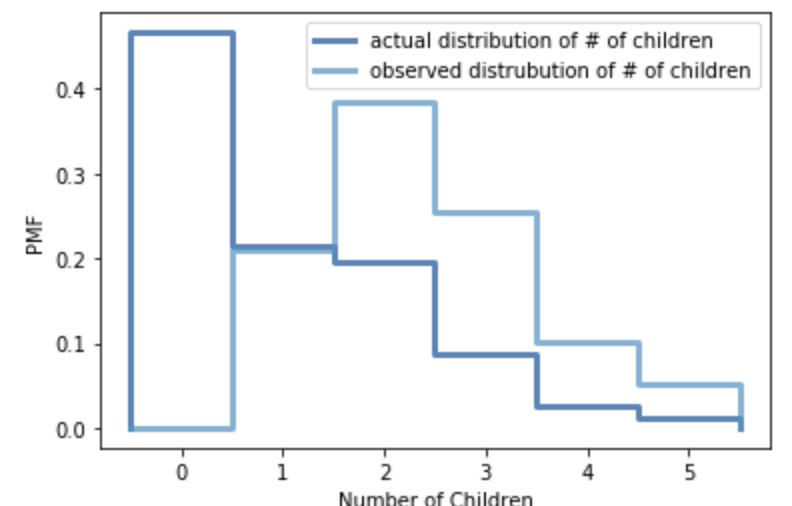 actual distribution of # of children
observed distrubution of # of children
0.4
0.3
0.2
0.1
0.0
PMF
0 1 2 3 4 5
Number of Children